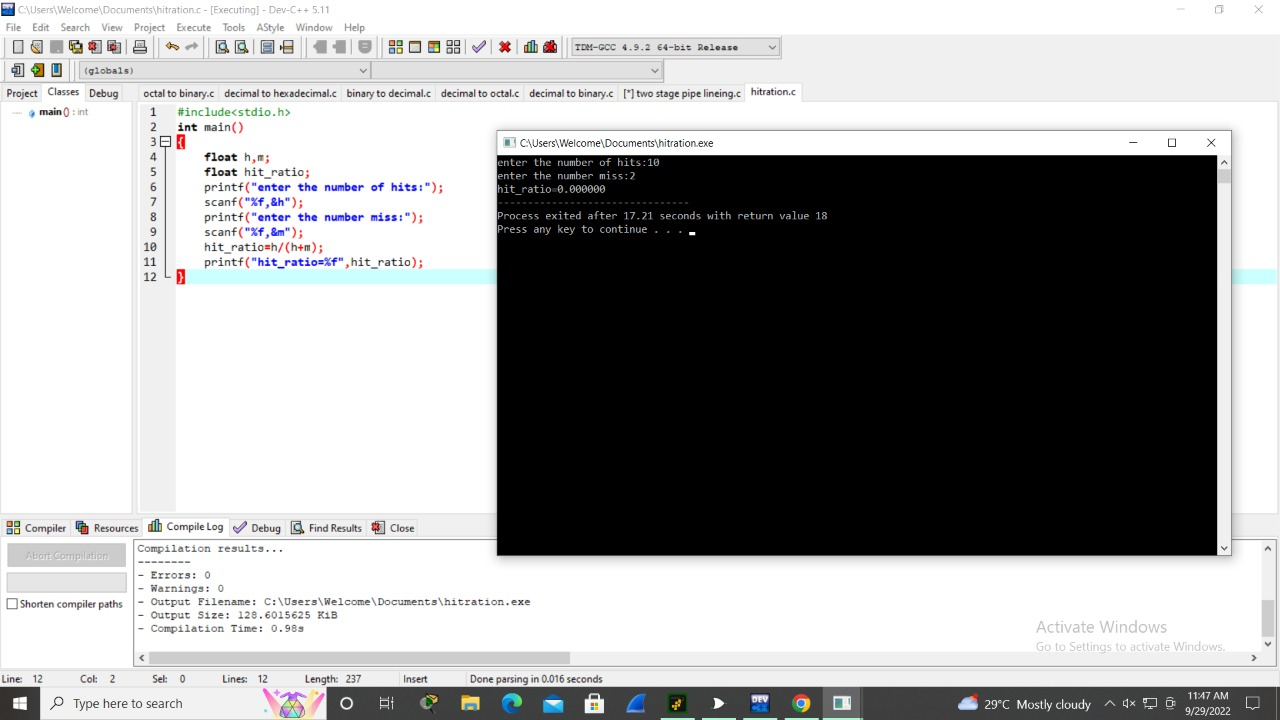 C:\Users\Welcome\Documents\hitration.c - [Executing] - Dev-C++ 5.11
File Edit Search View Project Execute Tools AStyle Window Help
TDM-GCC 4.9.2 64-bit Release
(globals)
Project Classes Debug
octal to binary.c decimal to hexadecimal.c binary to decimal.c decimal to octal.c decimal to binary.c [*] two stage pipe lineing.c hitration.c
main () : int
1 #include<stdio.h>
2 int main()
3 {
4 float h,m;
5 float hit_ratio;
6 printf("enter the number of hits:");
7 scanf("%f,&h");
8 printf("enter the number miss:");
9 scanf("%f,&m");
10 hit_ratio=h/(h+m);
11 printf("hit_ratio=%f",hit_ratio);
12 }
C:\Users\Welcome\Documents\hitration.exe
enter the number of hits:10
enter the number miss:2
hit_ratio=0.000000
--------------------------------
Process exited after 17.21 seconds with return value 18
Press any key to continue . . .
Compiler Resources Compile Log Debug Find Results Close
Abort Compilation
Shorten compiler paths
Compilation results...
--------
- Errors: 0
- Warnings: 0
- Output Filename: C:\Users\Welcome\Documents\hitration.exe
- Output Size: 128.6015625 KiB
- Compilation Time: 0.98s
Activate Windows
Go to Settings to activate Windows.
Line: 12 Col: 2 Sel: 0 Lines: 12 Length: 237 Insert Done parsing in 0.016 seconds
Type here to search
29°C Mostly cloudy
11:47 AM
9/29/2022